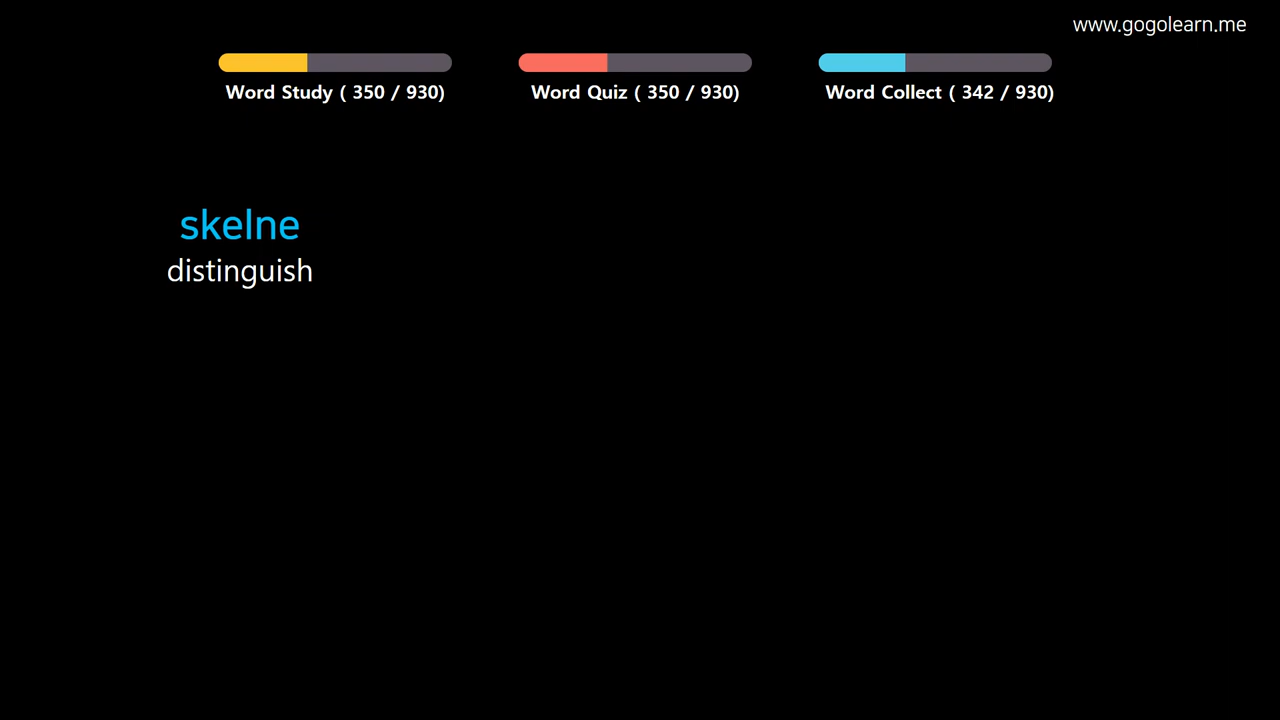 www.gogolearn.me
Word Study ( 350 / 930)
Word Quiz ( 350 / 930)
Word Collect ( 342 / 930)
skelne
distinguish